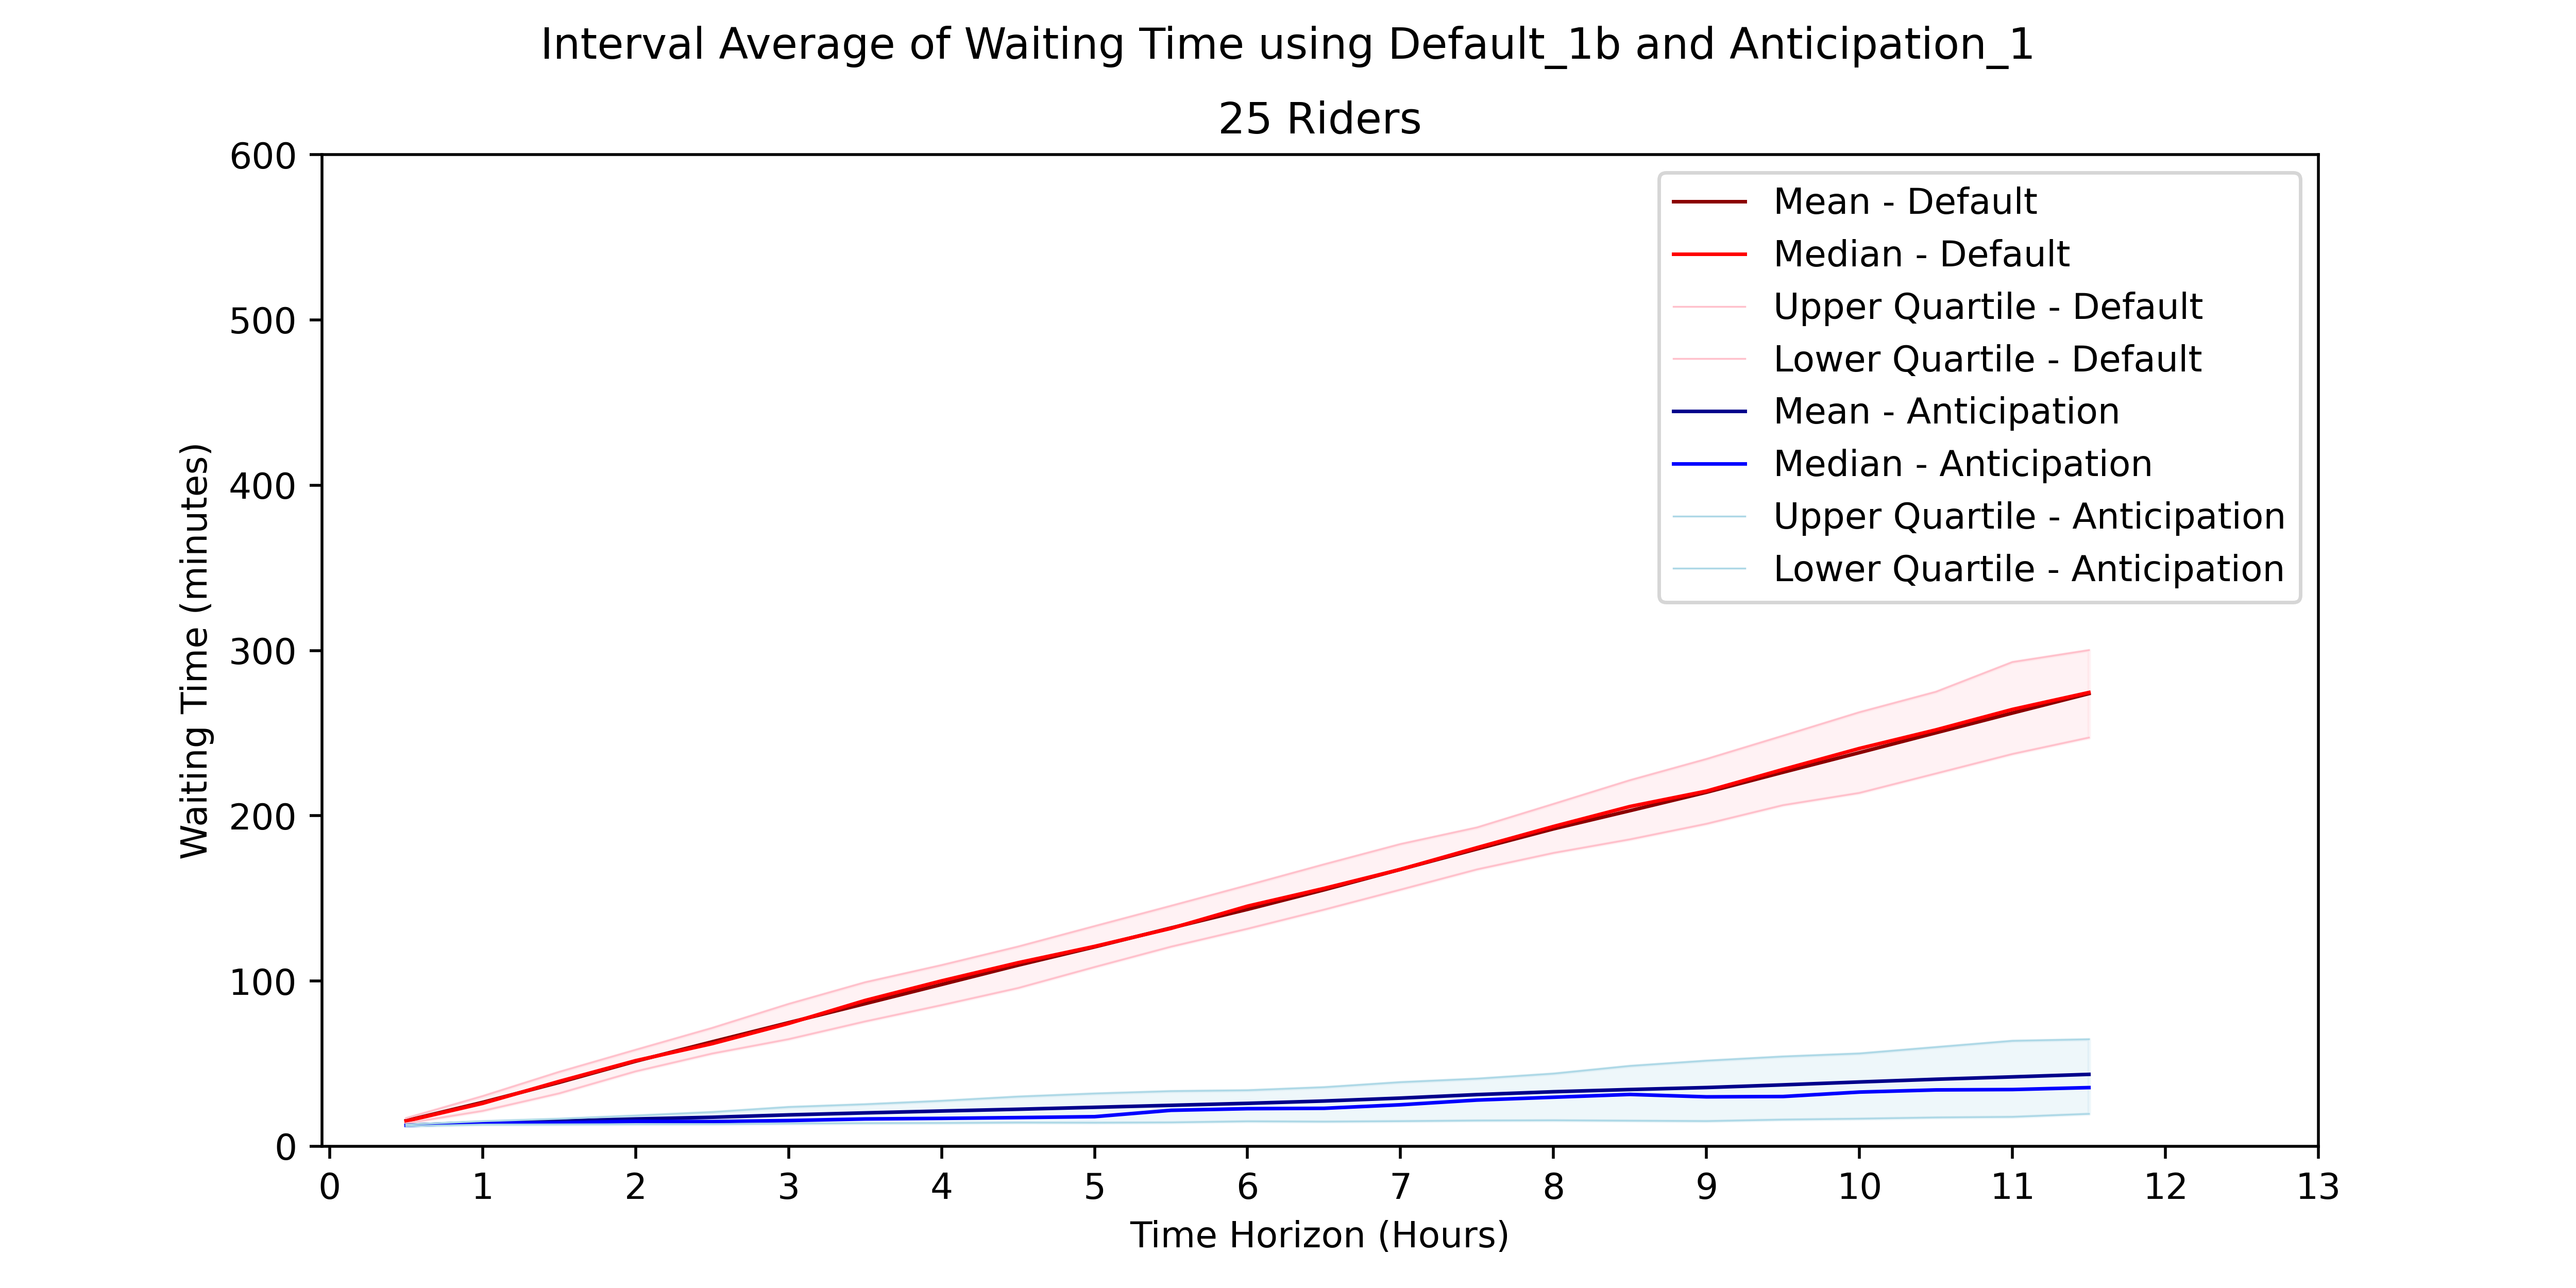 Interval Average of Waiting Time using Default_1b and Anticipation_1
25 Riders
600
500
400
300
200
100
0
Waiting Time (minutes)
Mean - Default
Median - Default
Upper Quartile - Default
Lower Quartile - Default
Mean - Anticipation
Median - Anticipation
Upper Quartile - Anticipation
Lower Quartile - Anticipation
0 1 2 3 4 5 6 7 8 9 10 11 12 13
Time Horizon (Hours)